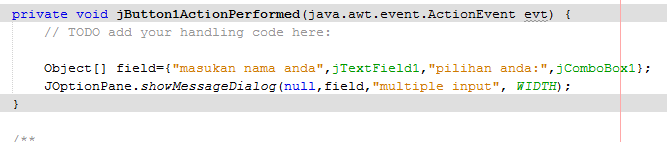 private void jButton1ActionPerformed(java.awt.event.ActionEvent evt) {
// TODO add your handling code here:
Object[] field={"masukan nama anda",jTextField1,"pilihan anda:",jComboBox1};
JOptionPane.showMessageDialog(null,field,"multiple input", WIDTH);
}
/**